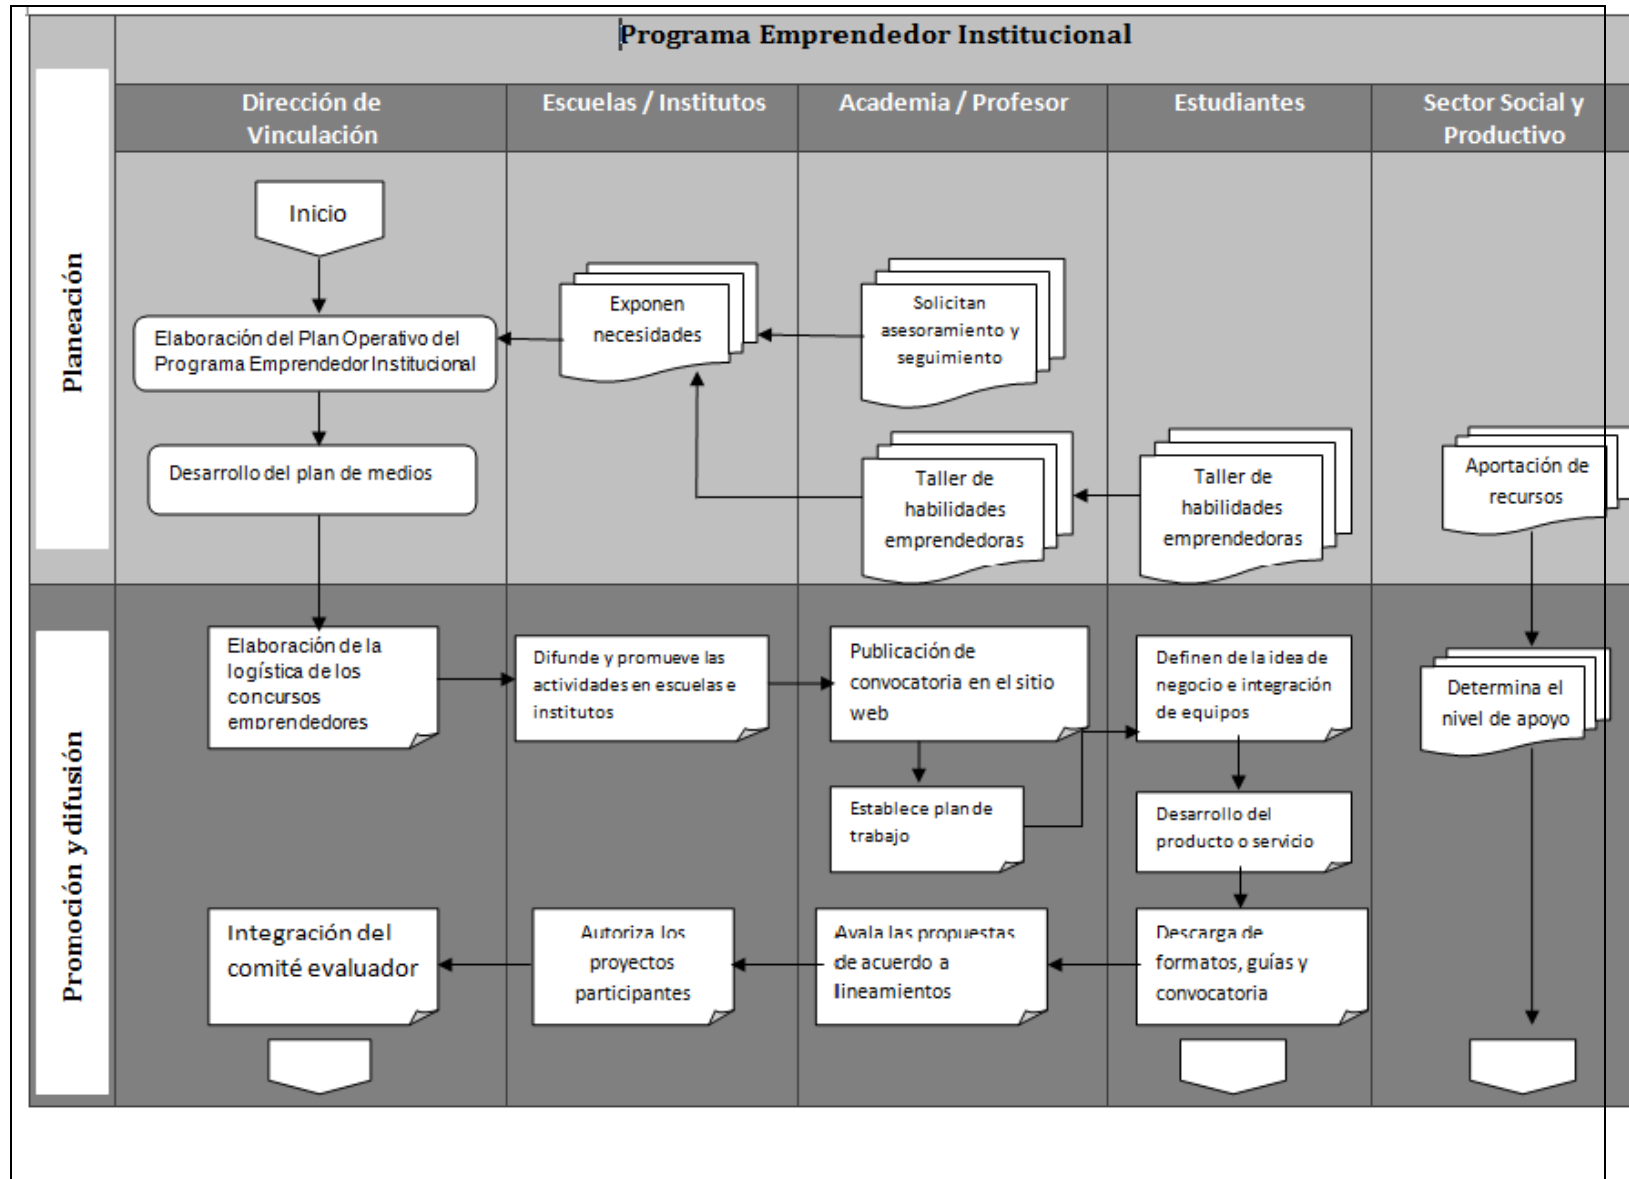 Programa Emprendedor Institucional
Dirección de
Vinculación
Escuelas / Institutos
Academia / Profesor
Estudiantes
Sector Social y
Productivo
Planeación
Inicio
Elaboración del Plan Operativo del
Programa Emprendedor Institucional
Exponen
necesidades
Solicitan
asesoramiento y
seguimiento
Desarrollo del plan de medios
Taller de
habilidades
emprendedoras
Taller de
habilidades
emprendedoras
Aportación de
recursos
Promoción y difusión
Elaboración de la
logística de los
concursos
emprendedores
Difunde y promueve las
actividades en escuelas e
institutos
Publicación de
convocatoria en el sitio
web
Definen de la idea de
negocio e integración
de equipos
Determina el
nivel de apoyo
Establece plan de
trabajo
Desarrollo del
producto o servicio
Integración del
comité evaluador
Autoriza los
proyectos
participantes
Avala las propuestas
de acuerdo a
lineamientos
Descarga de
formatos, guías y
convocatoria